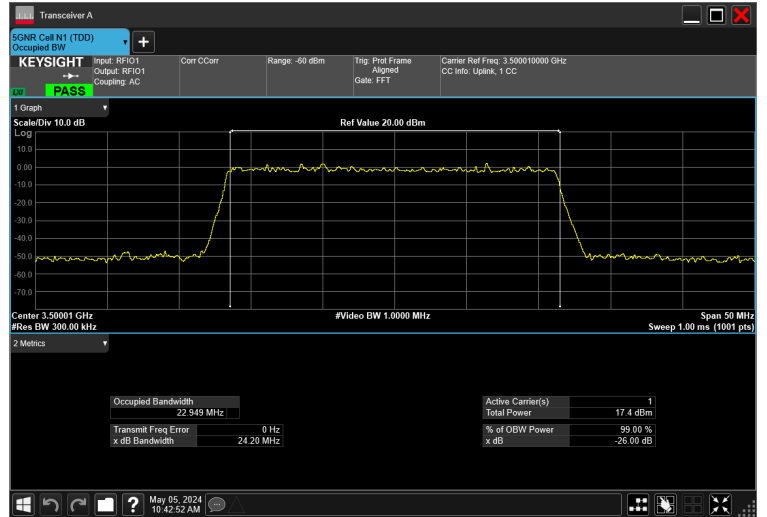 Transceiver A
5GNR Cell N1 (TDD)
Occupied BW
KEYSIGHT
Input: RFIO1
Output: RFIO1
Coupling: AC
Corr CCorr
Range: -60 dBm
Trig: Prot Frame
Aligned
Gate: FFT
Carrier Ref Freq: 3.500010000 GHz
CC Info: Uplink, 1 CC
LXI
PASS
1 Graph
Scale/Div 10.0 dB
Ref Value 20.00 dBm
Log
10.0
0.00
-10.0
-20.0
-30.0
-40.0
-50.0
-60.0
-70.0
Center 3.50001 GHz
#Video BW 1.0000 MHz
Span 50 MHz
#Res BW 300.00 kHz
Sweep 1.00 ms (1001 pts)
2 Metrics
Occupied Bandwidth
22.949 MHz
Active Carrier(s) 1
Total Power 17.4 dBm
Transmit Freq Error 0 Hz
x dB Bandwidth 24.20 MHz
% of OBW Power 99.00 %
x dB -26.00 dB
?
May 05, 2024
10:42:52 AM